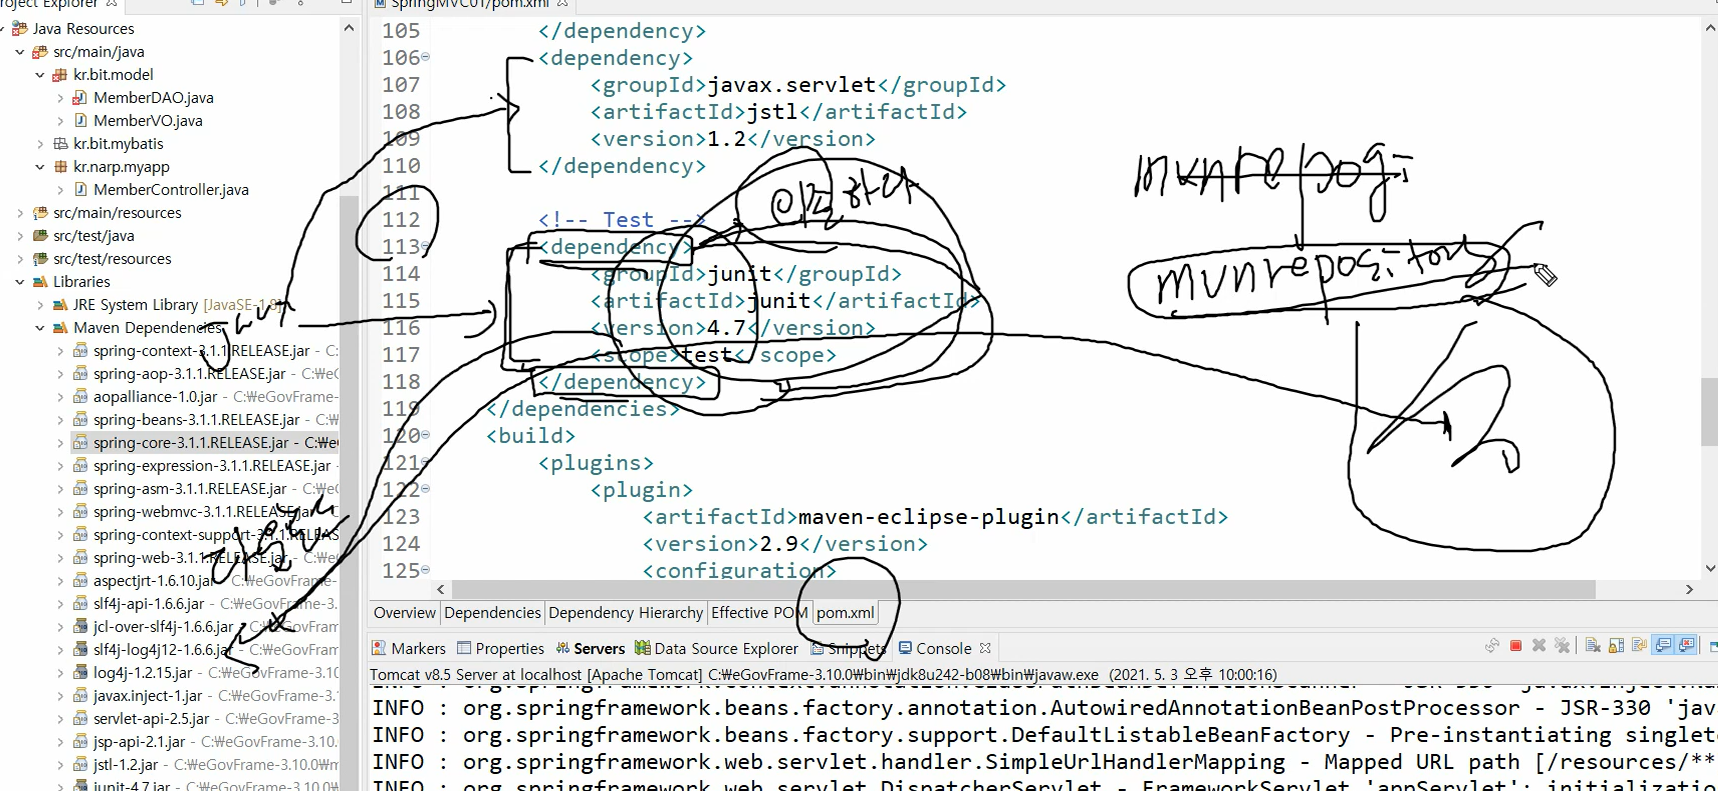 Project Explorer
SpringMVC01/pom.xml
Java Resources
src/main/java
kr.bit.model
MemberDAO.java
MemberVO.java
kr.bit.mybatis
kr.narp.myapp
MemberController.java
src/main/resources
src/test/java
src/test/resources
Libraries
JRE System Library [JavaSE-1.8]
Maven Dependencies
spring-context-3.1.1.RELEASE.jar - C:
spring-aop-3.1.1.RELEASE.jar - C:₩e
aopalliance-1.0.jar - C:₩eGovFrame-
spring-beans-3.1.1.RELEASE.jar - C:₩
spring-core-3.1.1.RELEASE.jar - C:₩e
spring-expression-3.1.1.RELEASE.jar -
spring-asm-3.1.1.RELEASE.jar - C:₩e
spring-webmvc-3.1.1.RELEASE.jar -
spring-context-support-3.1.1.RELEAS
spring-web-3.1.1.RELEASE.jar - C:₩e
aspectjrt-1.6.10.jar - C:₩eGovFrame-
slf4j-api-1.6.6.jar - C:₩eGovFrame-3.
jcl-over-slf4j-1.6.6.jar - C:₩eGovFram
slf4j-log4j12-1.6.6.jar - C:₩eGovFram
log4j-1.2.15.jar - C:₩eGovFrame-3.10
javax.inject-1.jar - C:₩eGovFrame-3.1
servlet-api-2.5.jar - C:₩eGovFrame-3
jsp-api-2.1.jar - C:₩eGovFrame-3.10.
jstl-1.2.jar - C:₩eGovFrame-3.10.0₩m
junit-4.7.jar - C:₩eGovFrame-3.10.0₩
105 </dependency>
106 <dependency>
107 <groupId>javax.servlet</groupId>
108 <artifactId>jstl</artifactId>
109 <version>1.2</version>
110 </dependency>
111
112 <!-- Test -->
113 <dependency>
114 <groupId>junit</groupId>
115 <artifactId>junit</artifactId>
116 <version>4.7</version>
117 <scope>test</scope>
118 </dependency>
119 </dependencies>
120 <build>
121 <plugins>
122 <plugin>
123 <artifactId>maven-eclipse-plugin</artifactId>
124 <version>2.9</version>
125 <configuration>
mvnrepogi
mvnrepository
Overview Dependencies Dependency Hierarchy Effective POM pom.xml
Markers Properties Servers Data Source Explorer Snippets Console
Tomcat v8.5 Server at localhost [Apache Tomcat] C:₩eGovFrame-3.10.0₩bin₩jdk8u242-b08₩bin₩javaw.exe (2021. 5. 3 오후 10:00:16)
INFO : org.springframework.beans.factory.annotation.AutowiredAnnotationBeanPostProcessor - JSR-330 'java
INFO : org.springframework.beans.factory.support.DefaultListableBeanFactory - Pre-instantiating singlet
INFO : org.springframework.web.servlet.handler.SimpleUrlHandlerMapping - Mapped URL path [/resources/**
INFO : org.springframework.web.servlet.DispatcherServlet - FrameworkServlet 'appServlet': initializatio